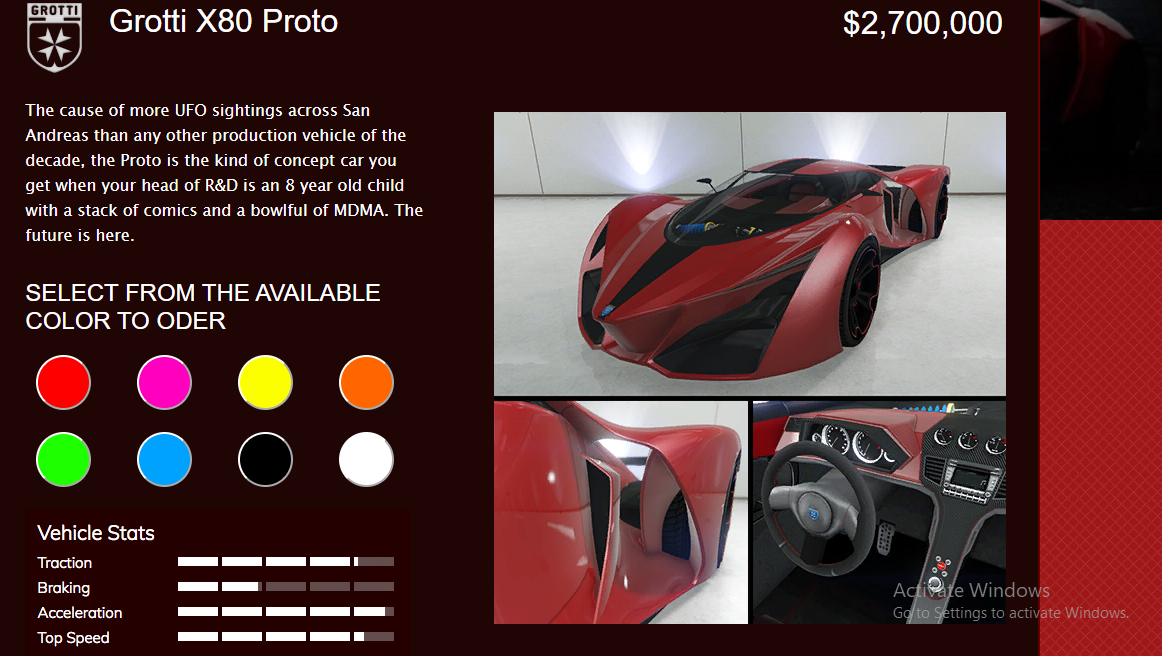 GROTTI
Grotti X80 Proto
$2,700,000
The cause of more UFO sightings across San
Andreas than any other production vehicle of the
decade, the Proto is the kind of concept car you
get when your head of R&D is an 8 year old child
with a stack of comics and a bowlful of MDMA. The
future is here.
SELECT FROM THE AVAILABLE
COLOR TO ODER
Vehicle Stats
Traction
Braking
Acceleration
Top Speed
Activate Windows
Go to Settings to activate Windows.